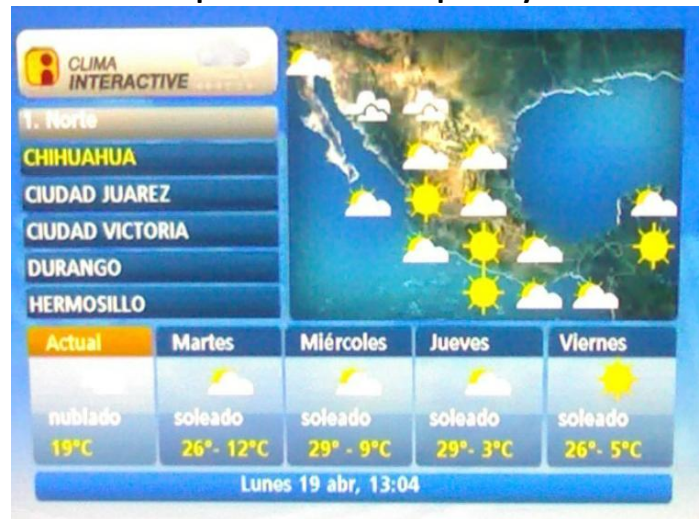 CLIMA
INTERACTIVE
1. Norte
CHIHUAHUA
CIUDAD JUAREZ
CIUDAD VICTORIA
DURANGO
HERMOSILLO
Actual Martes Miércoles Jueves Viernes
nublado soleado soleado soleado soleado
19°C 26°- 12°C 29° - 9°C 29°- 3°C 26°- 5°C
Lunes 19 abr, 13:04